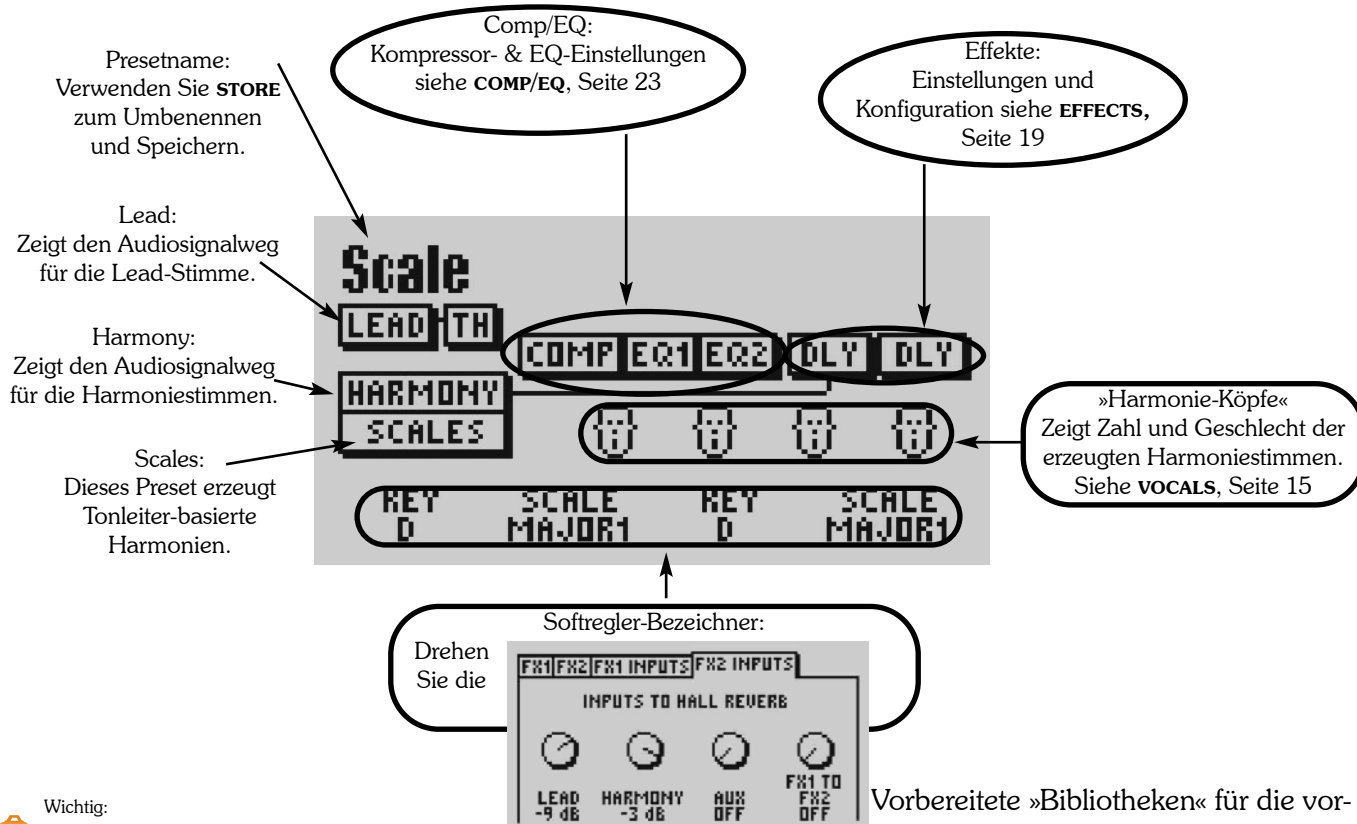 Comp/EQ:
Kompressor- & EQ-Einstellungen
siehe COMP/EQ, Seite 23
Effekte:
Einstellungen und
Konfiguration siehe EFFECTS,
Seite 19
Presetname:
Verwenden Sie STORE
zum Umbenennen
und Speichern.
Lead:
Zeigt den Audiosignalweg
für die Lead-Stimme.
Harmony:
Zeigt den Audiosignalweg
für die Harmoniestimmen.
Scales:
Dieses Preset erzeugt
Tonleiter-basierte
Harmonien.
Scale
LEAD TH
COMP EQ1 EQ2 DLY DLY
HARMONY
SCALES
KEY SCALE KEY SCALE
D MAJOR1 D MAJOR1
»Harmonie-Köpfe«
Zeigt Zahl und Geschlecht der
erzeugten Harmoniestimmen.
Siehe VOCALS, Seite 15
Softregler-Bezeichner:
Drehen
Sie die
FX1 FX2 FX1 INPUTS FX2 INPUTS
INPUTS TO HALL REVERB
FX1 TO
LEAD HARMONY AUX FX2
-9 dB -3 dB OFF OFF
Wichtig:
Vorbereitete »Bibliotheken« für die vor-